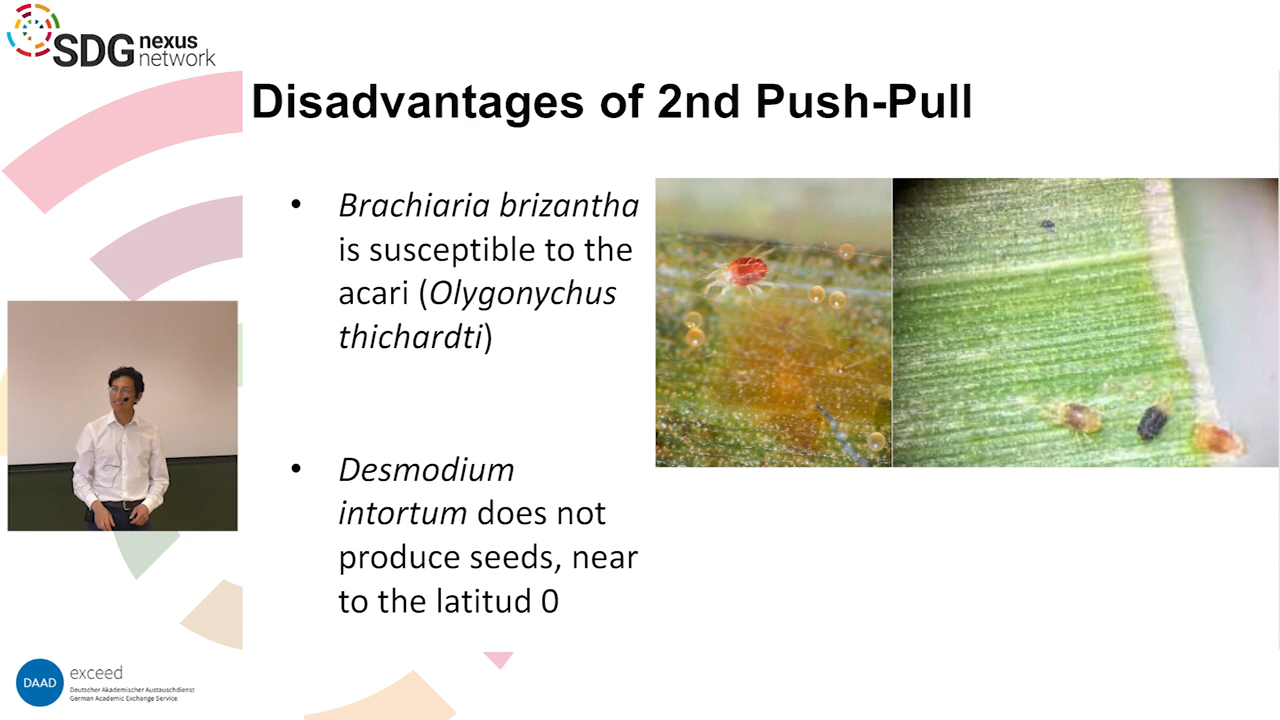 SDG nexus
network
Disadvantages of 2nd Push-Pull
• Brachiaria brizantha
is susceptible to the
acari (Olygonychus
thichardti)
• Desmodium
intortum does not
produce seeds, near
to the latitud 0
DAAD
exceed
Deutscher Akademischer Austauschdienst
German Academic Exchange Service